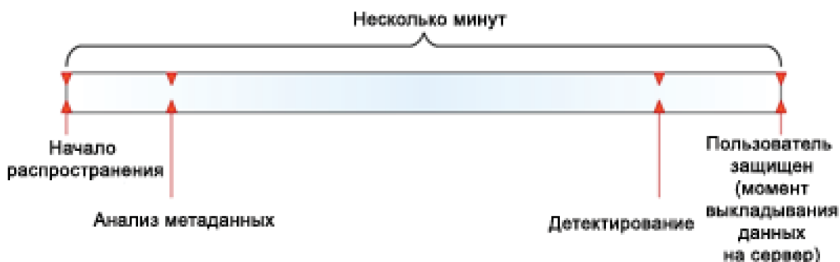 Несколько минут
Начало
распространения
Анализ метаданных
Детектирование
Пользователь
защищен
(момент
выкладывания
данных
на сервер)